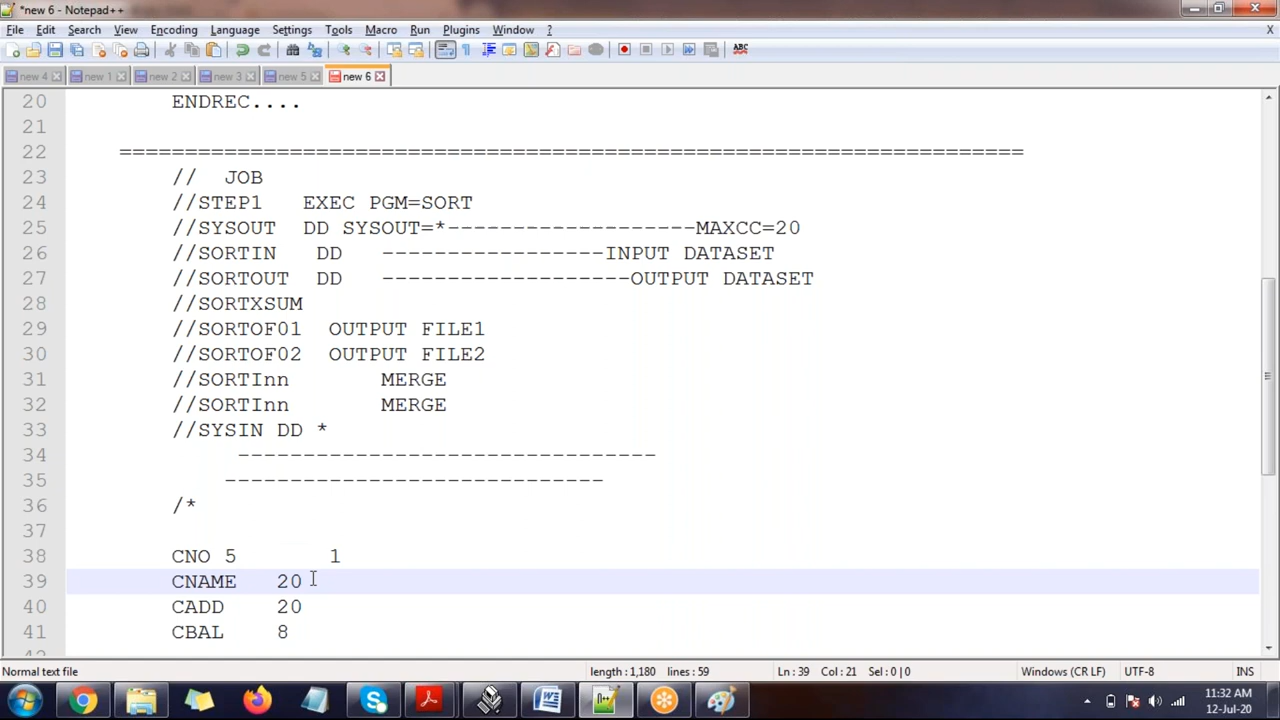 *new 6 - Notepad++
File Edit Search View Encoding Language Settings Tools Macro Run Plugins Window ? X
new 4 new 1 new 2 new 3 new 5 new 6
20 ENDREC....
21
22 ======================================================================
23 // JOB
24 //STEP1 EXEC PGM=SORT
25 //SYSOUT DD SYSOUT=*-------------------MAXCC=20
26 //SORTIN DD -----------------INPUT DATASET
27 //SORTOUT DD -------------------OUTPUT DATASET
28 //SORTXSUM
29 //SORTOF01 OUTPUT FILE1
30 //SORTOF02 OUTPUT FILE2
31 //SORTInn MERGE
32 //SORTInn MERGE
33 //SYSIN DD *
34 --------------------------------
35 -----------------------------
36 /*
37
38 CNO 5 1
39 CNAME 20
40 CADD 20
41 CBAL 8
Normal text file length : 1,180 lines : 59 Ln : 39 Col : 21 Sel : 0 | 0 Windows (CR LF) UTF-8 INS
11:32 AM
12-Jul-20